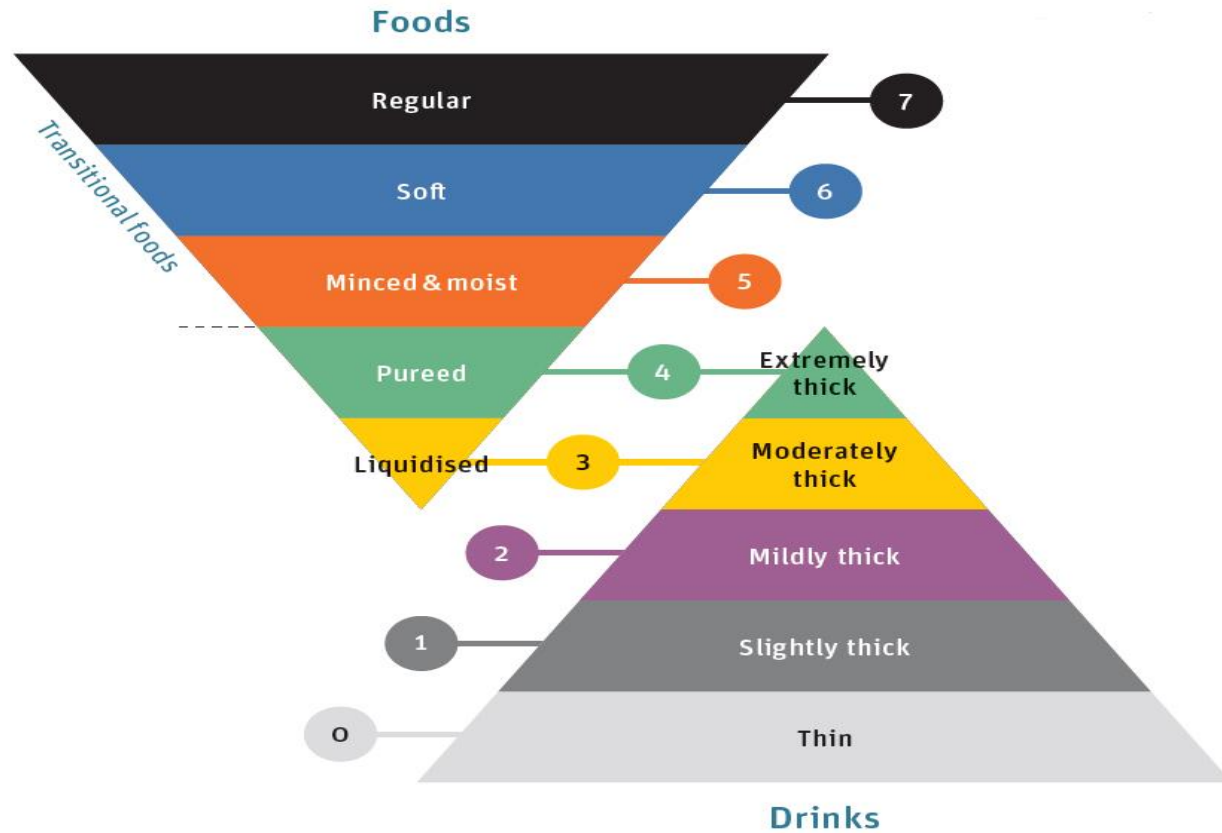 Foods
Regular
7
Transitional foods
Soft
6
Minced & moist
5
Pureed
4
Extremely
thick
Liquidised
3
Moderately
thick
2
Mildly thick
1
Slightly thick
0
Thin
Drinks